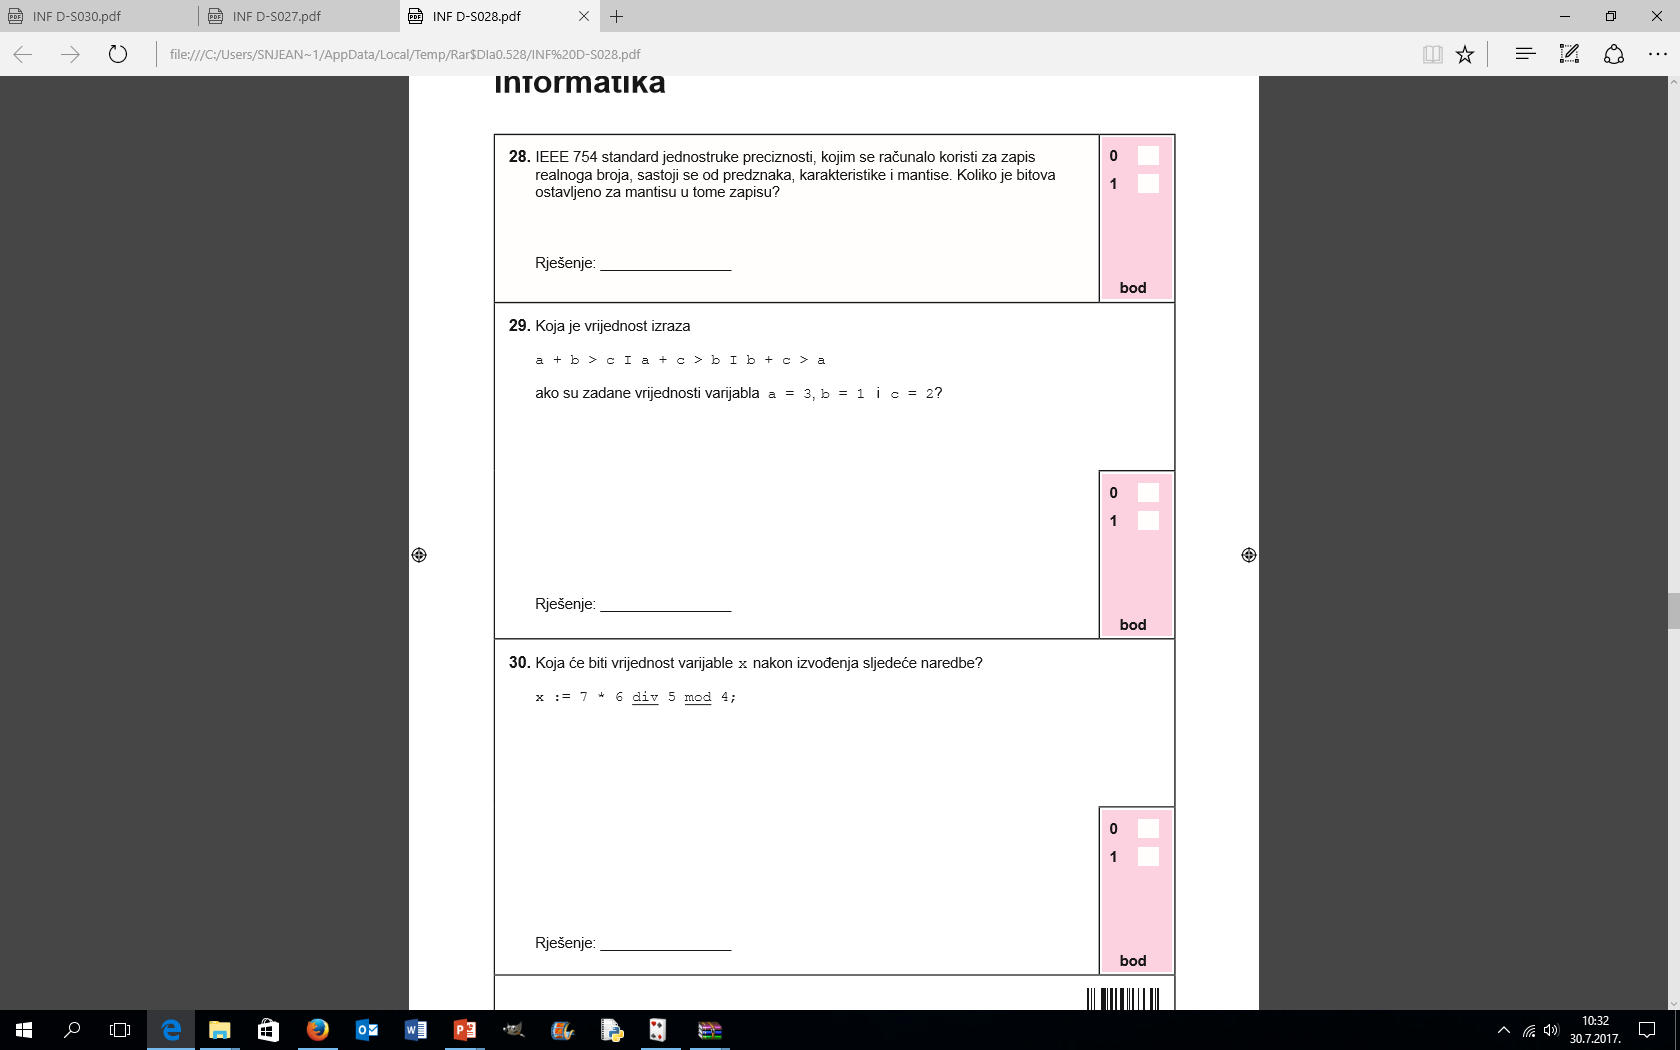 INF D-S030.pdf
INF D-S027.pdf
INF D-S028.pdf
file:///C:/Users/SNJEAN~1/AppData/Local/Temp/Rar$DIa0.528/INF%20D-S028.pdf
Informatika
28. IEEE 754 standard jednostruke preciznosti, kojim se računalo koristi za zapis
realnoga broja, sastoji se od predznaka, karakteristike i mantise. Koliko je bitova
ostavljeno za mantisu u tome zapisu?
Rješenje: ________________
0
1
bod
29. Koja je vrijednost izraza
a + b > c I a + c > b I b + c > a
ako su zadane vrijednosti varijabla a = 3, b = 1 i c = 2?
Rješenje: ________________
0
1
bod
30. Koja će biti vrijednost varijable x nakon izvođenja sljedeće naredbe?
x := 7 * 6 div 5 mod 4;
Rješenje: ________________
0
1
bod
10:32
30.7.2017.